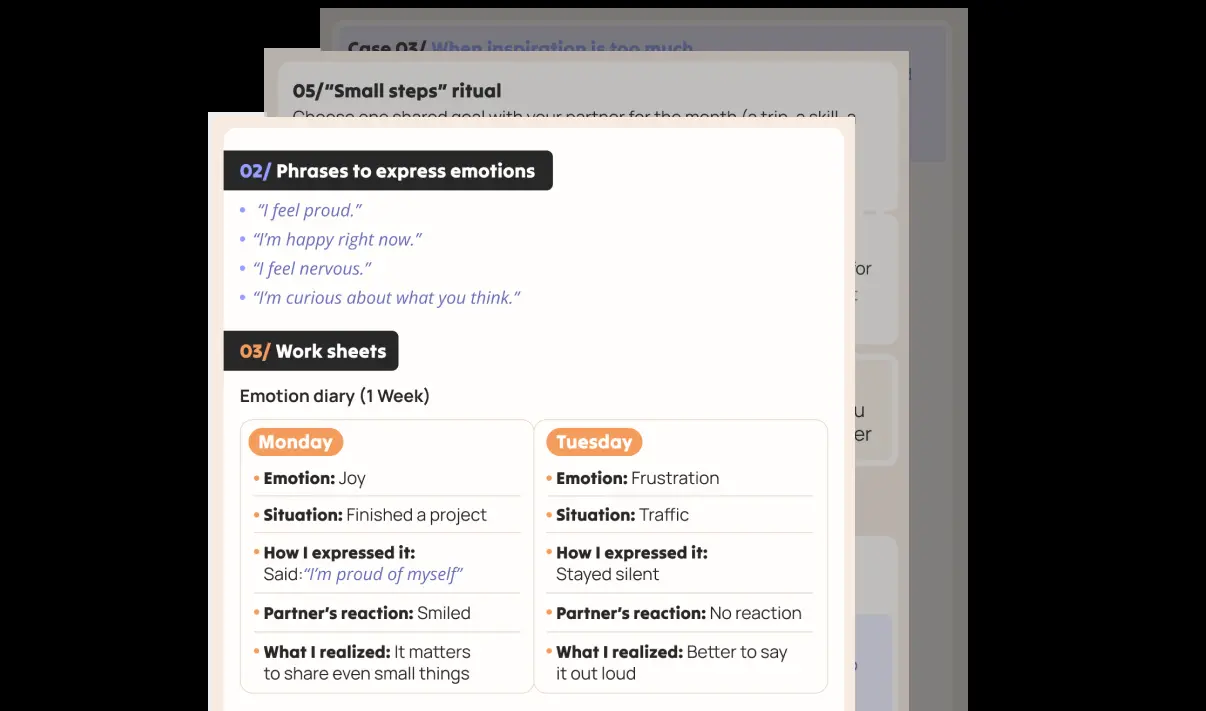 Case 03/ When inspiration is too much
05/“Small steps” ritual
Choose one shared goal with your partner for the month (a trip, a skill, a
02/ Phrases to express emotions
• “I feel proud.”
• “I’m happy right now.”
• “I feel nervous.”
• “I’m curious about what you think.”
for
03/ Work sheets
Emotion diary (1 Week)
Monday
• Emotion: Joy
• Situation: Finished a project
• How I expressed it:
Said:“I’m proud of myself”
• Partner’s reaction: Smiled
• What I realized: It matters
to share even small things
Tuesday
• Emotion: Frustration
• Situation: Traffic
• How I expressed it:
Stayed silent
• Partner’s reaction: No reaction
• What I realized: Better to say
it out loud
u
er